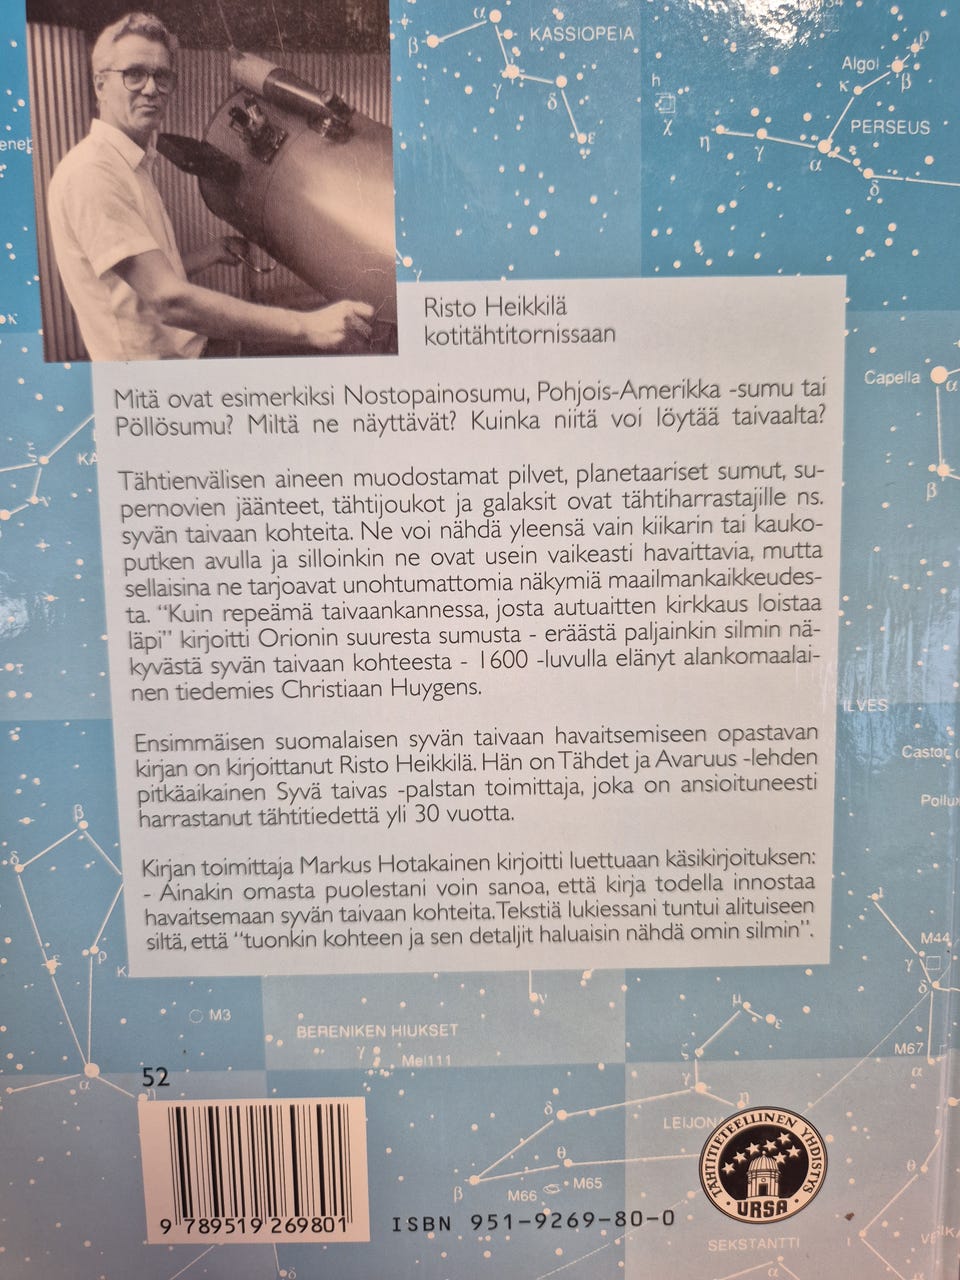 α
β
KASSIOPEIA
γ
δ
ε
Algol
ρ
κ
β
h
χ
PERSEUS
η
γ
α
δ
κ
Risto Heikkilä
kotitähtitornissaan
Capella
α
β
Mitä ovat esimerkiksi Nostopainosumu, Pohjois-Amerikka -sumu tai
Pöllösumu? Miltä ne näyttävät? Kuinka niitä voi löytää taivaalta?
ξ
ν
Tähtienvälisen aineen muodostamat pilvet, planetaariset sumut, su-
pernovien jäänteet, tähtijoukot ja galaksit ovat tähtiharrastajille ns.
syvän taivaan kohteita. Ne voi nähdä yleensä vain kiikarin tai kauko-
putken avulla ja silloinkin ne ovat usein vaikeasti havaittavia, mutta
sellaisina ne tarjoavat unohtumattomia näkymiä maailmankaikkeudes-
ta. “Kuin repeämä taivaankannessa, josta autuaitten kirkkaus loistaa
läpi” kirjoitti Orionin suuresta sumusta - eräästä paljainkin silmin nä-
kyvästä syvän taivaan kohteesta - 1600 -luvulla elänyt alankomaalai-
nen tiedemies Christiaan Huygens.
τ
ILVES
Castor
Ensimmäisen suomalaisen syvän taivaan havaitsemiseen opastavan
kirjan on kirjoittanut Risto Heikkilä. Hän on Tähdet ja Avaruus -lehden
pitkäaikainen Syvä taivas -palstan toimittaja, joka on ansioituneesti
harrastanut tähtitiedettä yli 30 vuotta.
β
δ
Kirjan toimittaja Markus Hotakainen kirjoitti luettuaan käsikirjoituksen:
- Ainakin omasta puolestani voin sanoa, että kirja todella innostaa
havaitsemaan syvän taivaan kohteita. Tekstiä lukiessani tuntui alituiseen
siltä, että “tuonkin kohteen ja sen detaljit haluaisin nähdä omin silmin”.
M44
γ
δ
ε
ρ
M3
ν
μ
ε
BERENIKEN HIUKSET
γ
Mel111
ζ
M67
α
α
52
γ
η
δ
θ
β
M66
M65
θ
TÄHTITIETEELLINEN YHDISTYS
URSA
9 789519 269801
ISBN 951-9269-80-0
SEKSTANTTI
α
δ